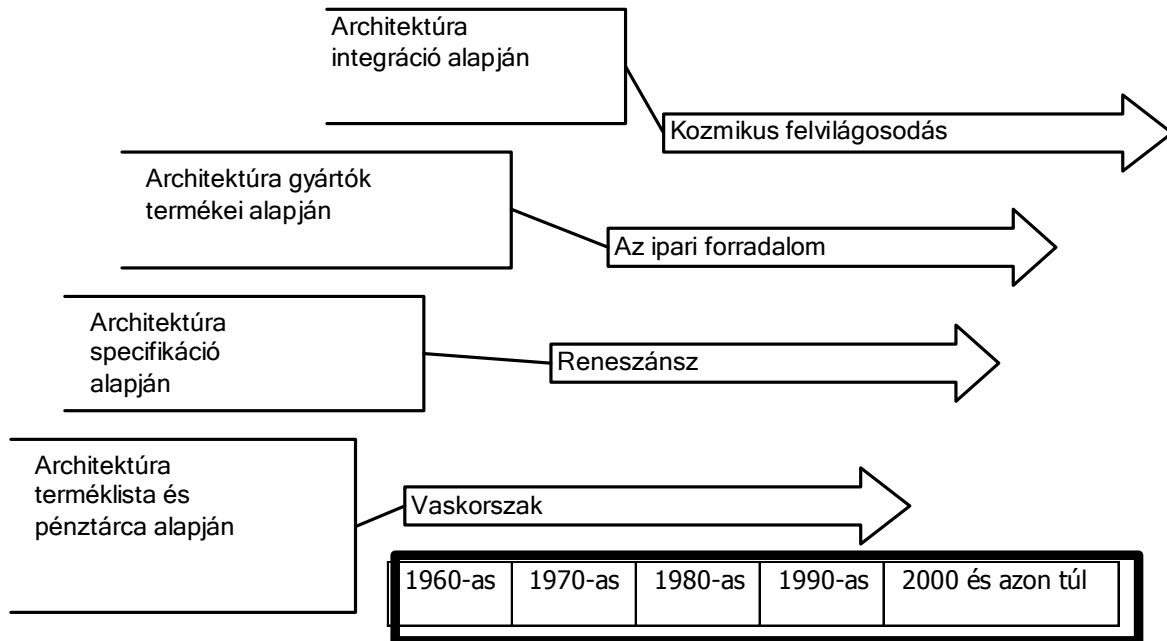 Architektúra
integráció alapján
Kozmikus felvilágosodás
Architektúra gyártók
termékei alapján
Az ipari forradalom
Architektúra
specifikáció
alapján
Reneszánsz
Architektúra
terméklista és
pénztárca alapján
Vaskorszak
1960-as 1970-as 1980-as 1990-as 2000 és azon túl